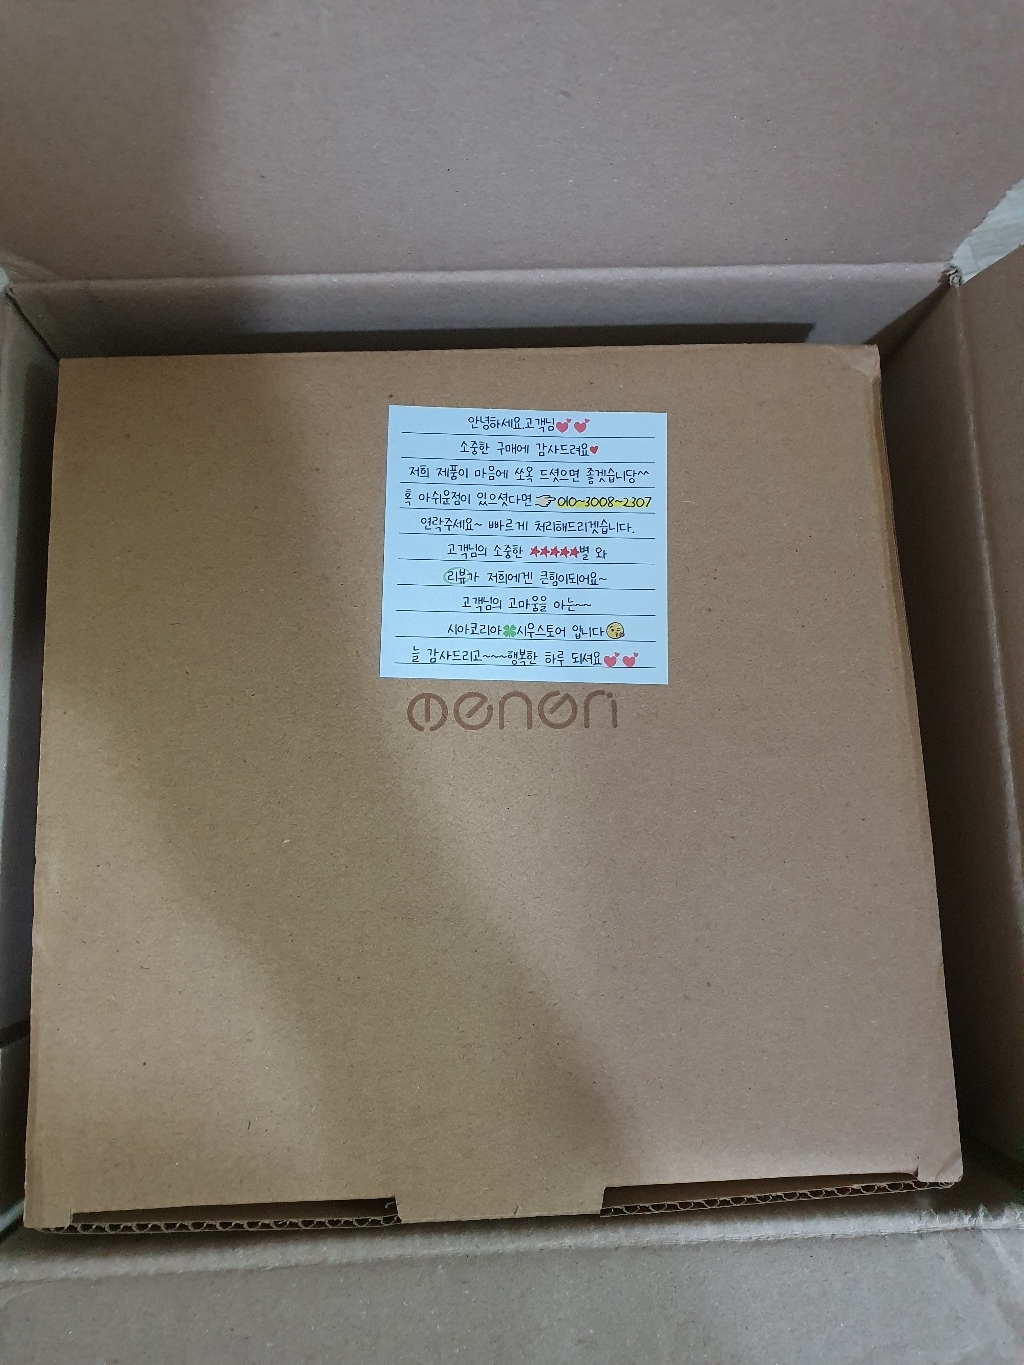 안녕하세요.고객님💕💕
소중한 구매에 감사드려요♥
저희 제품이 마음에 쏘옥 드셧으면 좋겟습니당^^
혹 아쉬운점이 있으셧다면 👉010~3008~2307
연락주세요~ 빠르게 처리해드리겟습니다.
고객님의 소중한 ★★★★★별 와
리뷰가 저희에겐 큰힘이되어요~
고객님의 고마움을 아는~~
시아코리아🍀시우스토어 입니다😘
늘 감사드리고~~~행복한 하루 되셔요💕💕
menori